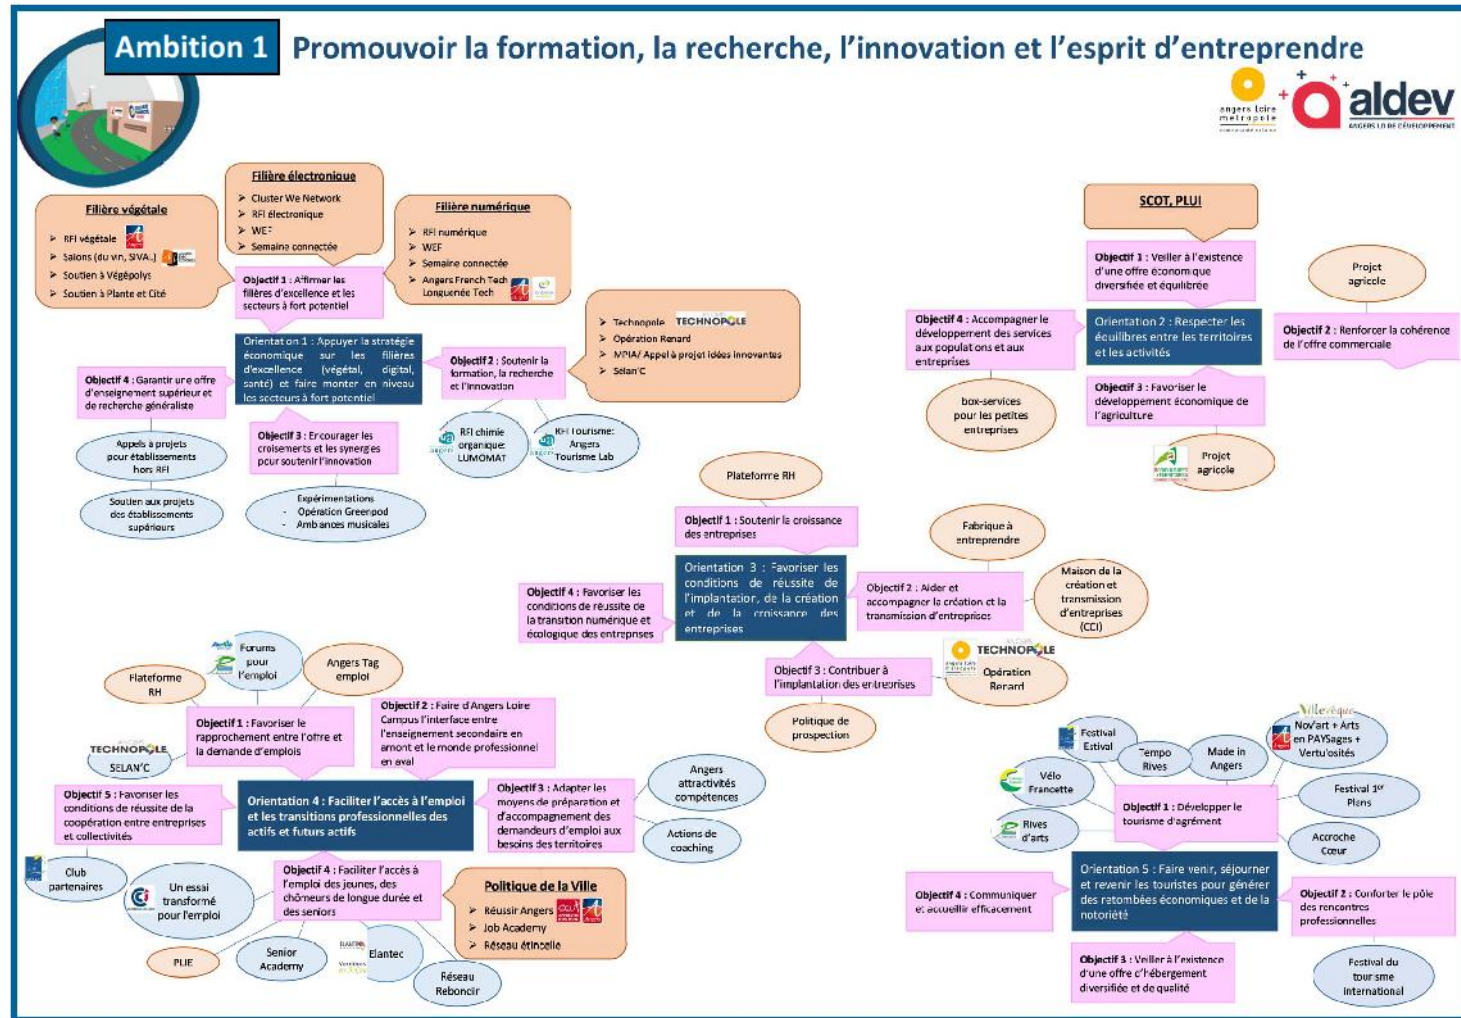 Ambition 1
Promouvoir la formation, la recherche, l'innovation et l'esprit d'entreprendre
angers Loire
metropole
aldev
Filière végétale
RFI végétale
Salons (du vin, SIVAL)
Soutien à Végépolys
Soutien à Plante et Cité
Filière électronique
Cluster We Network
RFI électronique
WEF
Semaine connectée
Filière numérique
RFI numérique
WEF
Semaine connectée
Angers French Tech
Longuenée Tech
Objectif 1 : Affirmer les
filières d'excellence et les
secteurs à fort potentiel
Orientation 1 : Appuyer la stratégie
économique sur les filières
d'excellence (végétal, digital,
santé) et faire monter en niveau
les secteurs à fort potentiel
Objectif 2 : Soutenir la
formation, la recherche
et l'innovation
Technopole
TECHNOPOLE
Opération Renard
MPIA/ Appel à projet idées innovantes
Sélan'C
RFI chimie
organique:
LUMOMAT
RFI Tourisme:
Angers
Tourisme Lab
Objectif 4 : Garantir une offre
d'enseignement supérieur et
de recherche généraliste
Appels à projets
pour établissements
hors RFI
Soutien aux projets
des établissements
supérieurs
Objectif 3 : Encourager les
croisements et les synergies
pour soutenir l'innovation
Expérimentations
- Opération Greenpod
- Ambiances musicales
SCOT, PLUI
Objectif 1 : Veiller à l'existence
d'une offre économique
diversifiée et équilibrée
Projet
agricole
Objectif 4 : Accompagner le
développement des services
aux populations et aux
entreprises
Orientation 2 : Respecter les
équilibres entre les territoires
et les activités
Objectif 2 : Renforcer la cohérence
de l'offre commerciale
box-services
pour les petites
entreprises
Objectif 3 : Favoriser le
développement économique de
l'agriculture
Projet
agricole
Plateforme RH
Objectif 1 : Soutenir la croissance
des entreprises
Fabrique à
entreprendre
Orientation 3 : Favoriser les
conditions de réussite de
l'implantation, de la création
et de la croissance des
entreprises
Objectif 4 : Favoriser les
conditions de réussite de
la transition numérique et
écologique des entreprises
Objectif 2 : Aider et
accompagner la création et la
transmission d'entreprises
Maison de la
création et
transmission
d'entreprises
(CCI)
Objectif 3 : Contribuer à
l'implantation des entreprises
TECHNOPOLE
Opération
Renard
Politique de
prospection
Plateforme
RH
Forums
pour
l'emploi
Angers Tag
emploi
Objectif 1 : Favoriser le
rapprochement entre l'offre et
la demande d'emplois
TECHNOPOLE
SELAN'C
Objectif 2 : Faire d'Angers Loire
Campus l'interface entre
l'enseignement secondaire en
amont et le monde professionnel
en aval
Objectif 5 : Favoriser les
conditions de réussite de la
coopération entre entreprises
et collectivités
Orientation 4 : Faciliter l'accès à l'emploi
et les transitions professionnelles des
actifs et futurs actifs
Objectif 3 : Adapter les
moyens de préparation et
d'accompagnement des
demandeurs d'emploi aux
besoins des territoires
Angers
attractivités
compétences
Actions de
coaching
Club
partenaires
Un essai
transformé
pour l'emploi
Objectif 4 : Faciliter l'accès à
l'emploi des jeunes, des
chômeurs de longue durée et
des seniors
Politique de la Ville
Réussir Angers
Job Academy
Réseau étincelle
PLIE
Senior
Academy
Elantec
Réseau
Rebondir
Festival
Estival
Tempo
Rives
Made in
Angers
Villevêque
Nov'art + Arts
en PAYSages +
Vertu'osités
Vélo
Francette
Rives
d'arts
Objectif 1 : Développer le
tourisme d'agrément
Festival 1er
Plans
Accroche
Cœur
Objectif 4 : Communiquer
et accueillir efficacement
Orientation 5 : Faire venir, séjourner
et revenir les touristes pour générer
des retombées économiques et de la
notoriété
Objectif 2 : Conforter le pôle
des rencontres
professionnelles
Objectif 3 : Veiller à l'existence
d'une offre d'hébergement
diversifiée et de qualité
Festival du
tourisme
international